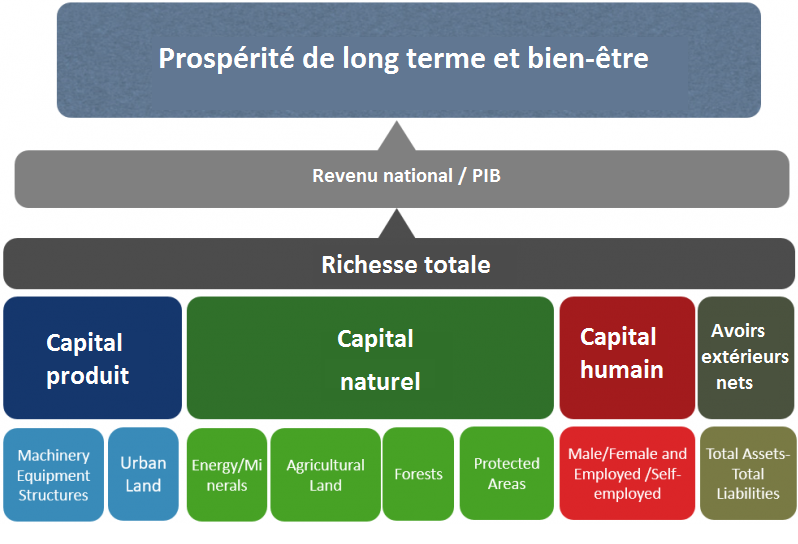 Prospérité de long terme et bien-être
Revenu national / PIB
Richesse totale
Capital
produit
Capital
naturel
Capital
humain
Avoirs
extérieurs
nets
Machinery
Equipment
Structures
Urban
Land
Energy/Mi
nerals
Agricultural
Land
Forests
Protected
Areas
Male/Female and
Employed /Self-
employed
Total Assets-
Total
Liabilities